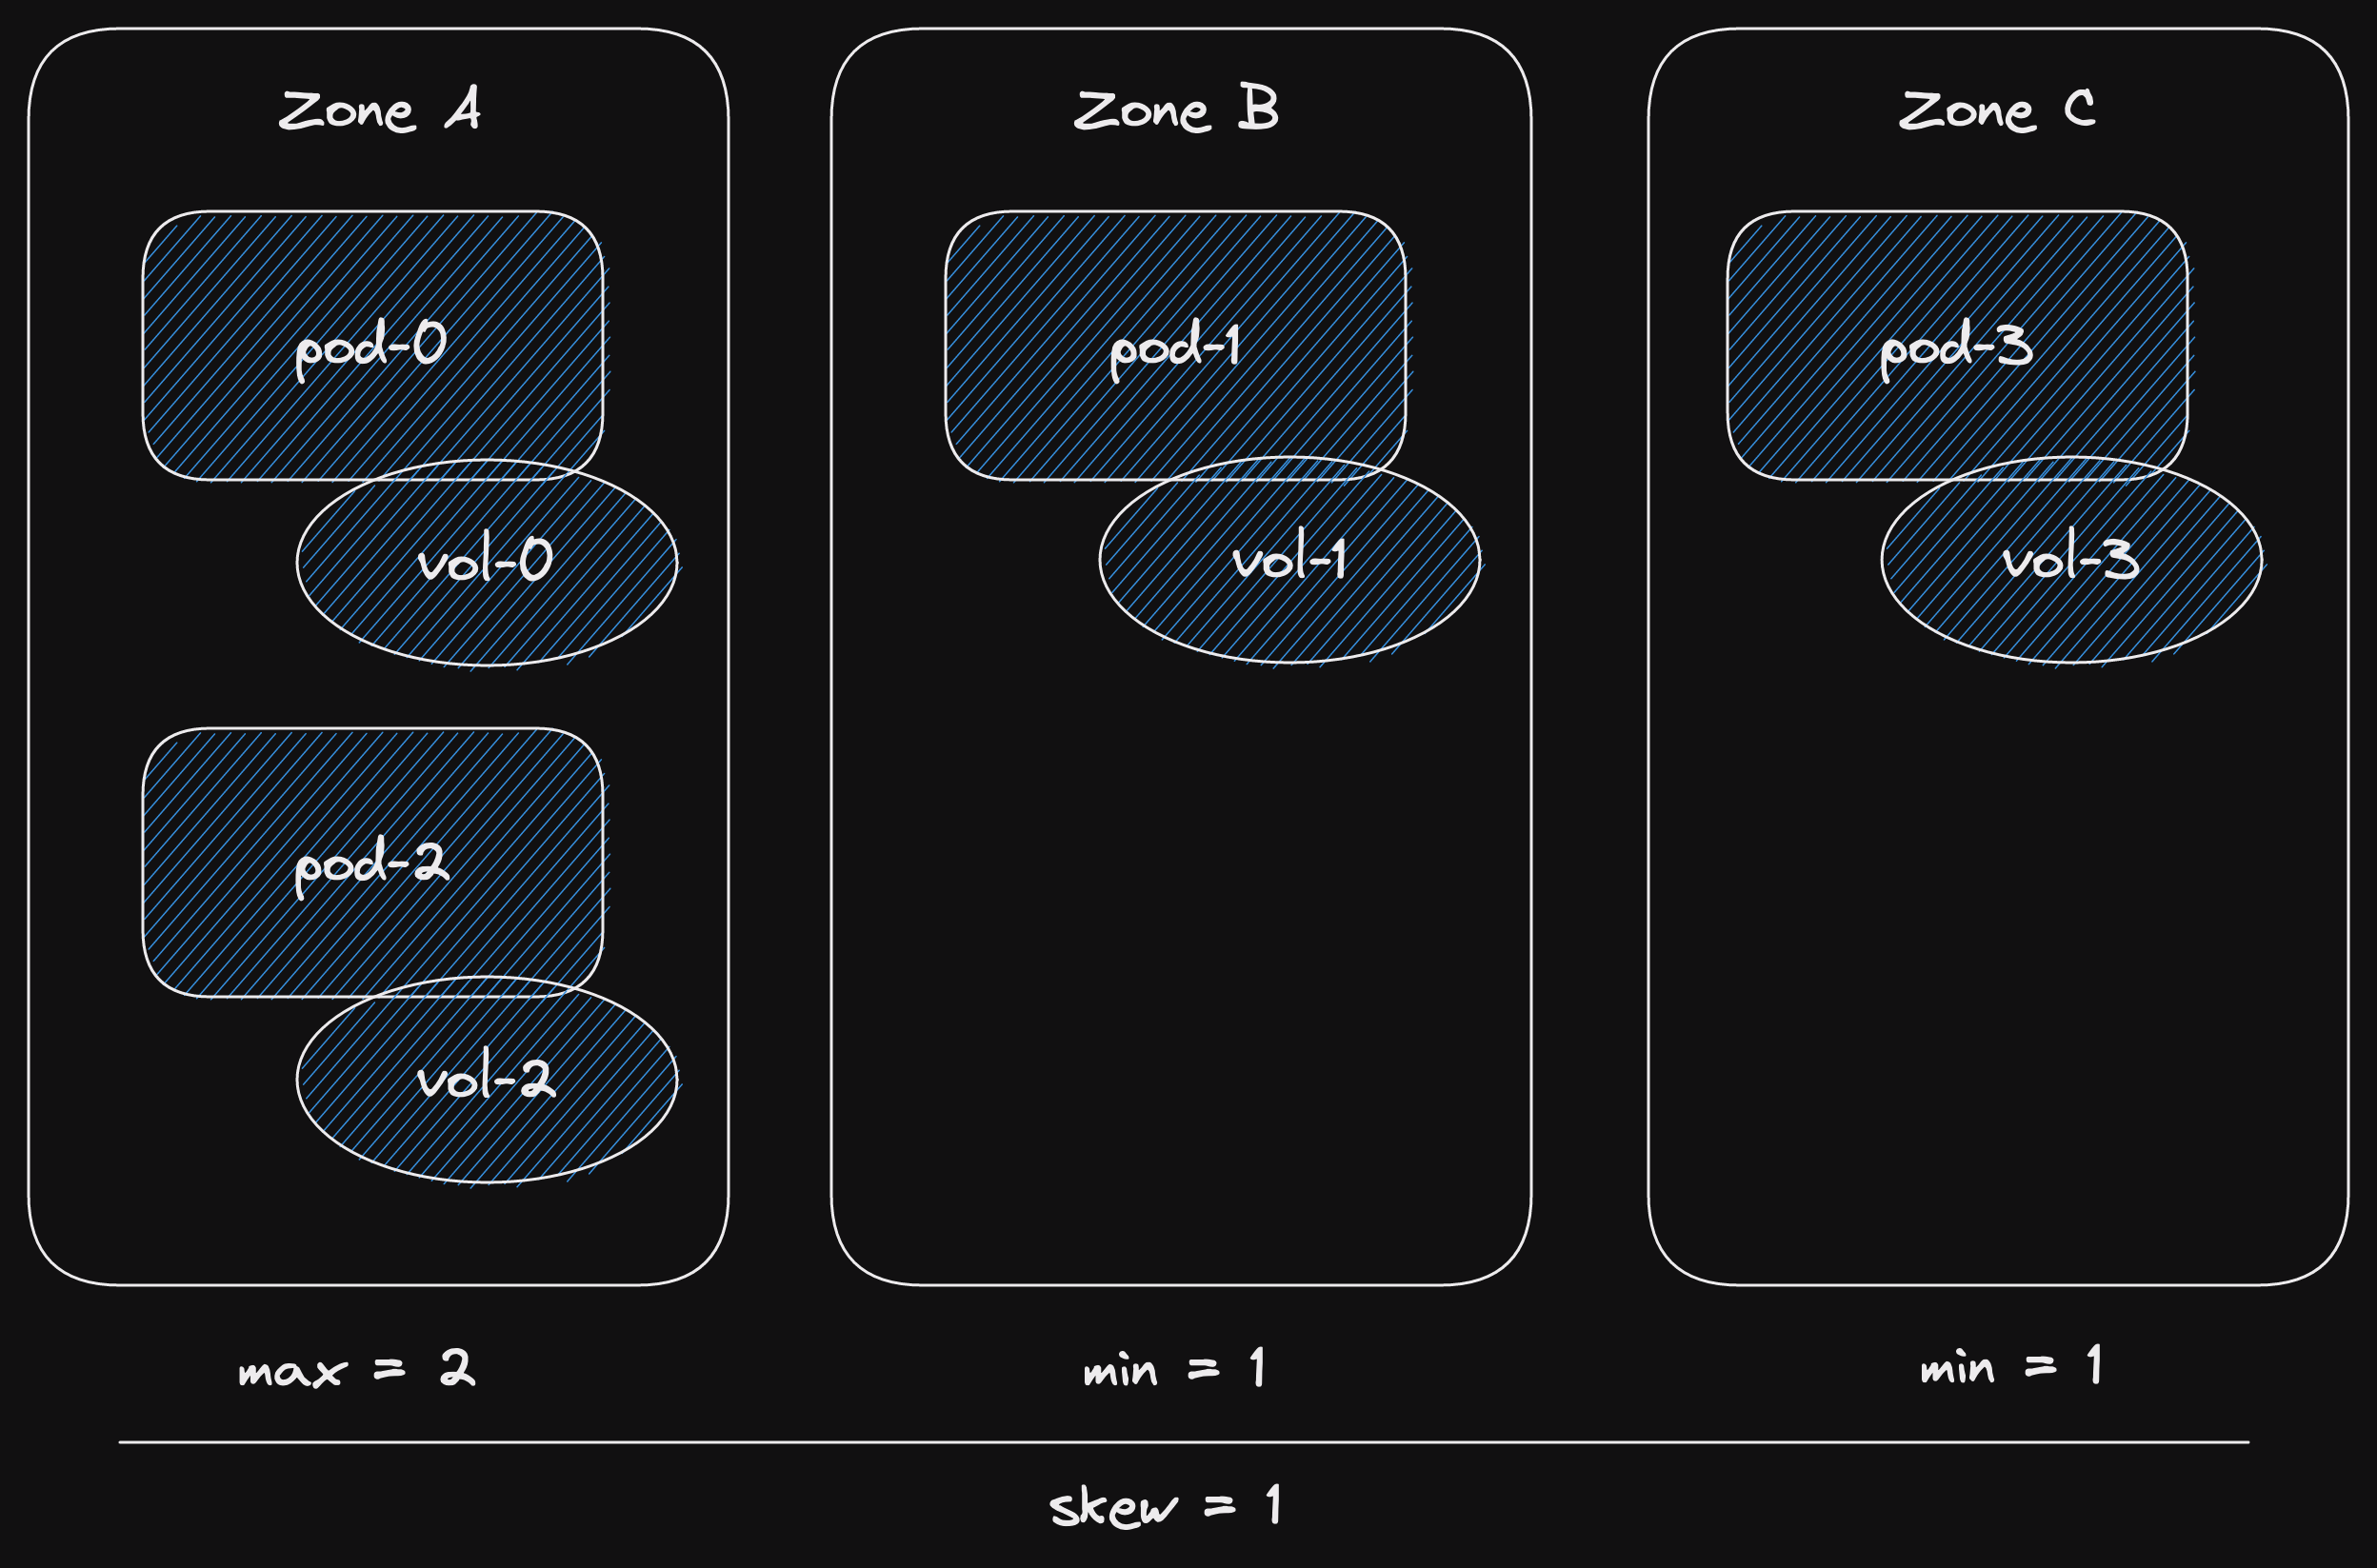 Zone A
pod-0
vol-0
pod-2
vol-2
max = 2
Zone B
pod-1
vol-1
min = 1
Zone C
pod-3
vol-3
min = 1
skew = 1